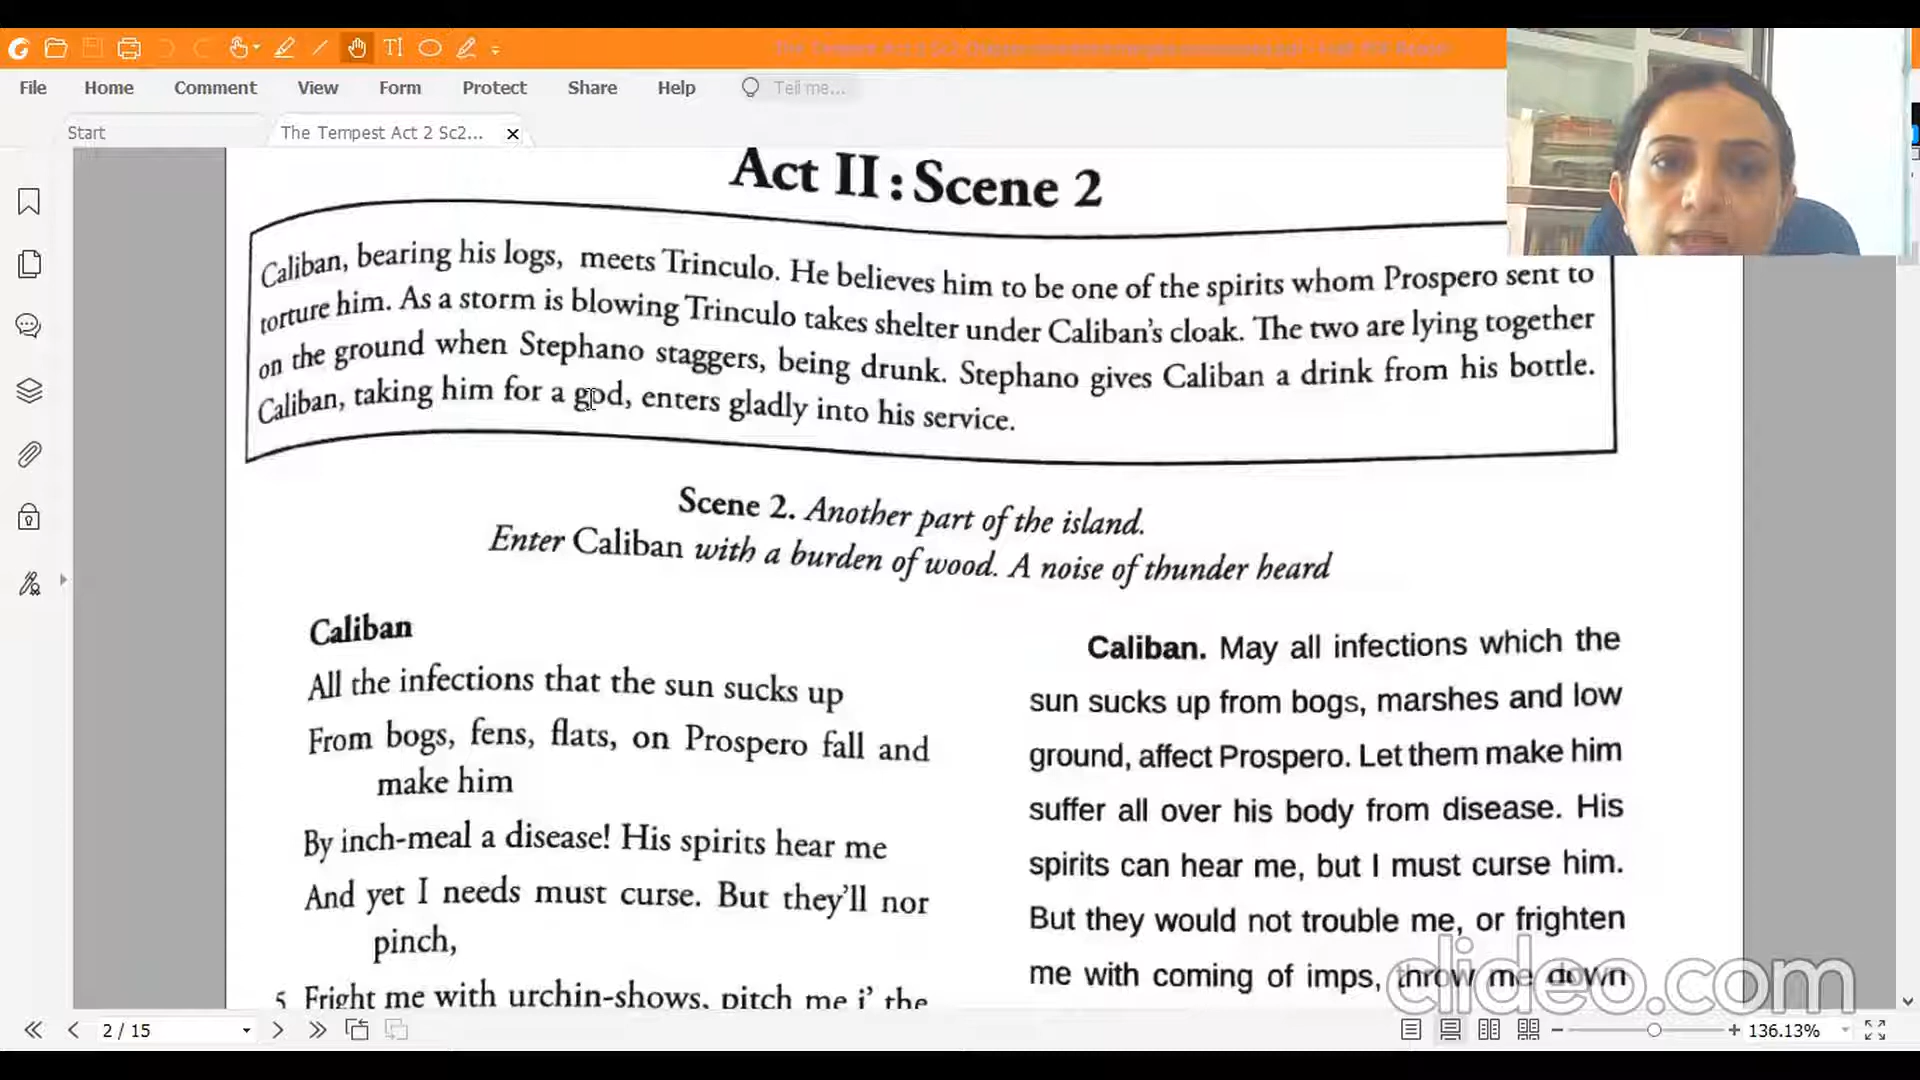 File Home Comment View Form Protect Share Help Tell me...
Start The Tempest Act 2 Sc2...
Act II : Scene 2
Caliban, bearing his logs, meets Trinculo. He believes him to be one of the spirits whom Prospero sent to
torture him. As a storm is blowing Trinculo takes shelter under Caliban's cloak. The two are lying together
on the ground when Stephano staggers, being drunk. Stephano gives Caliban a drink from his bottle.
Caliban, taking him for a god, enters gladly into his service.
Scene 2. Another part of the island.
Enter Caliban with a burden of wood. A noise of thunder heard
Caliban
All the infections that the sun sucks up
From bogs, fens, flats, on Prospero fall and
make him
By inch-meal a disease! His spirits hear me
And yet I needs must curse. But they'll nor
pinch,
5 Fright me with urchin-shows, pitch me i' the
Caliban. May all infections which the
sun sucks up from bogs, marshes and low
ground, affect Prospero. Let them make him
suffer all over his body from disease. His
spirits can hear me, but I must curse him.
But they would not trouble me, or frighten
me with coming of imps, throw me down
clideo.com
2 / 15
136.13%